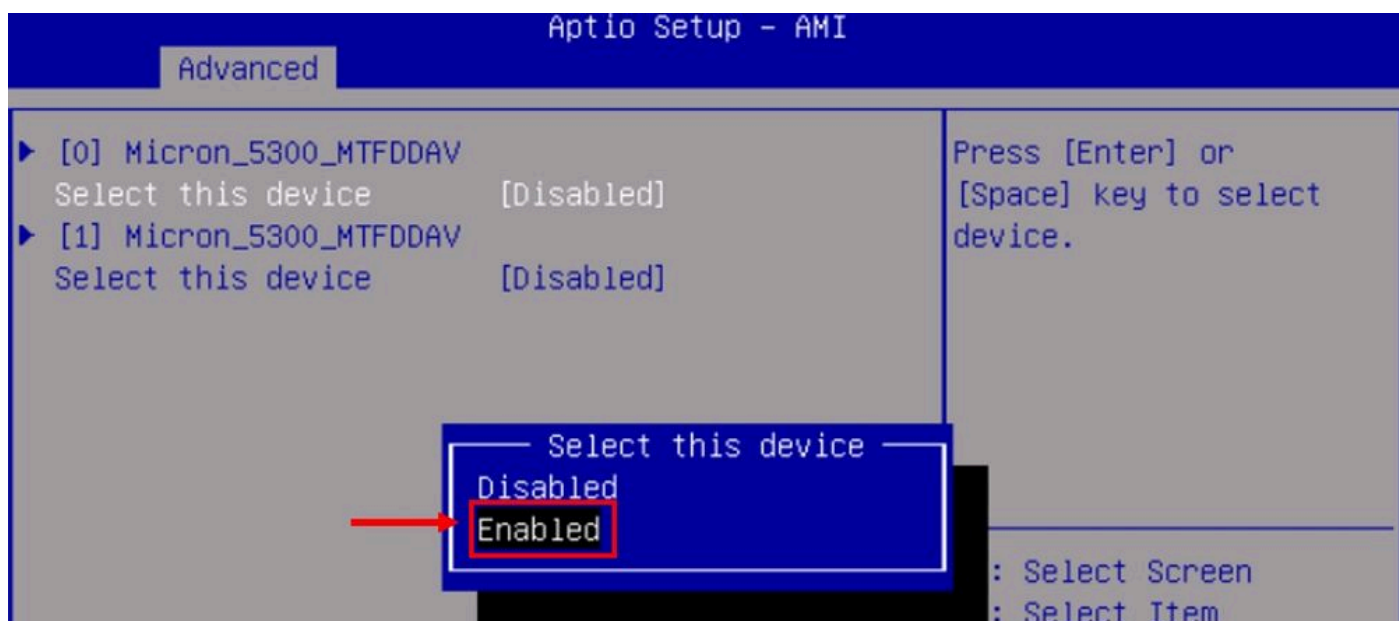 Aptio Setup – AMI
Advanced
[0] Micron_5300_MTFDDAV
Select this device [Disabled]
[1] Micron_5300_MTFDDAV
Select this device [Disabled]
Press [Enter] or
[Space] key to select
device.
Select this device
Disabled
Enabled
: Select Screen
: Select Item